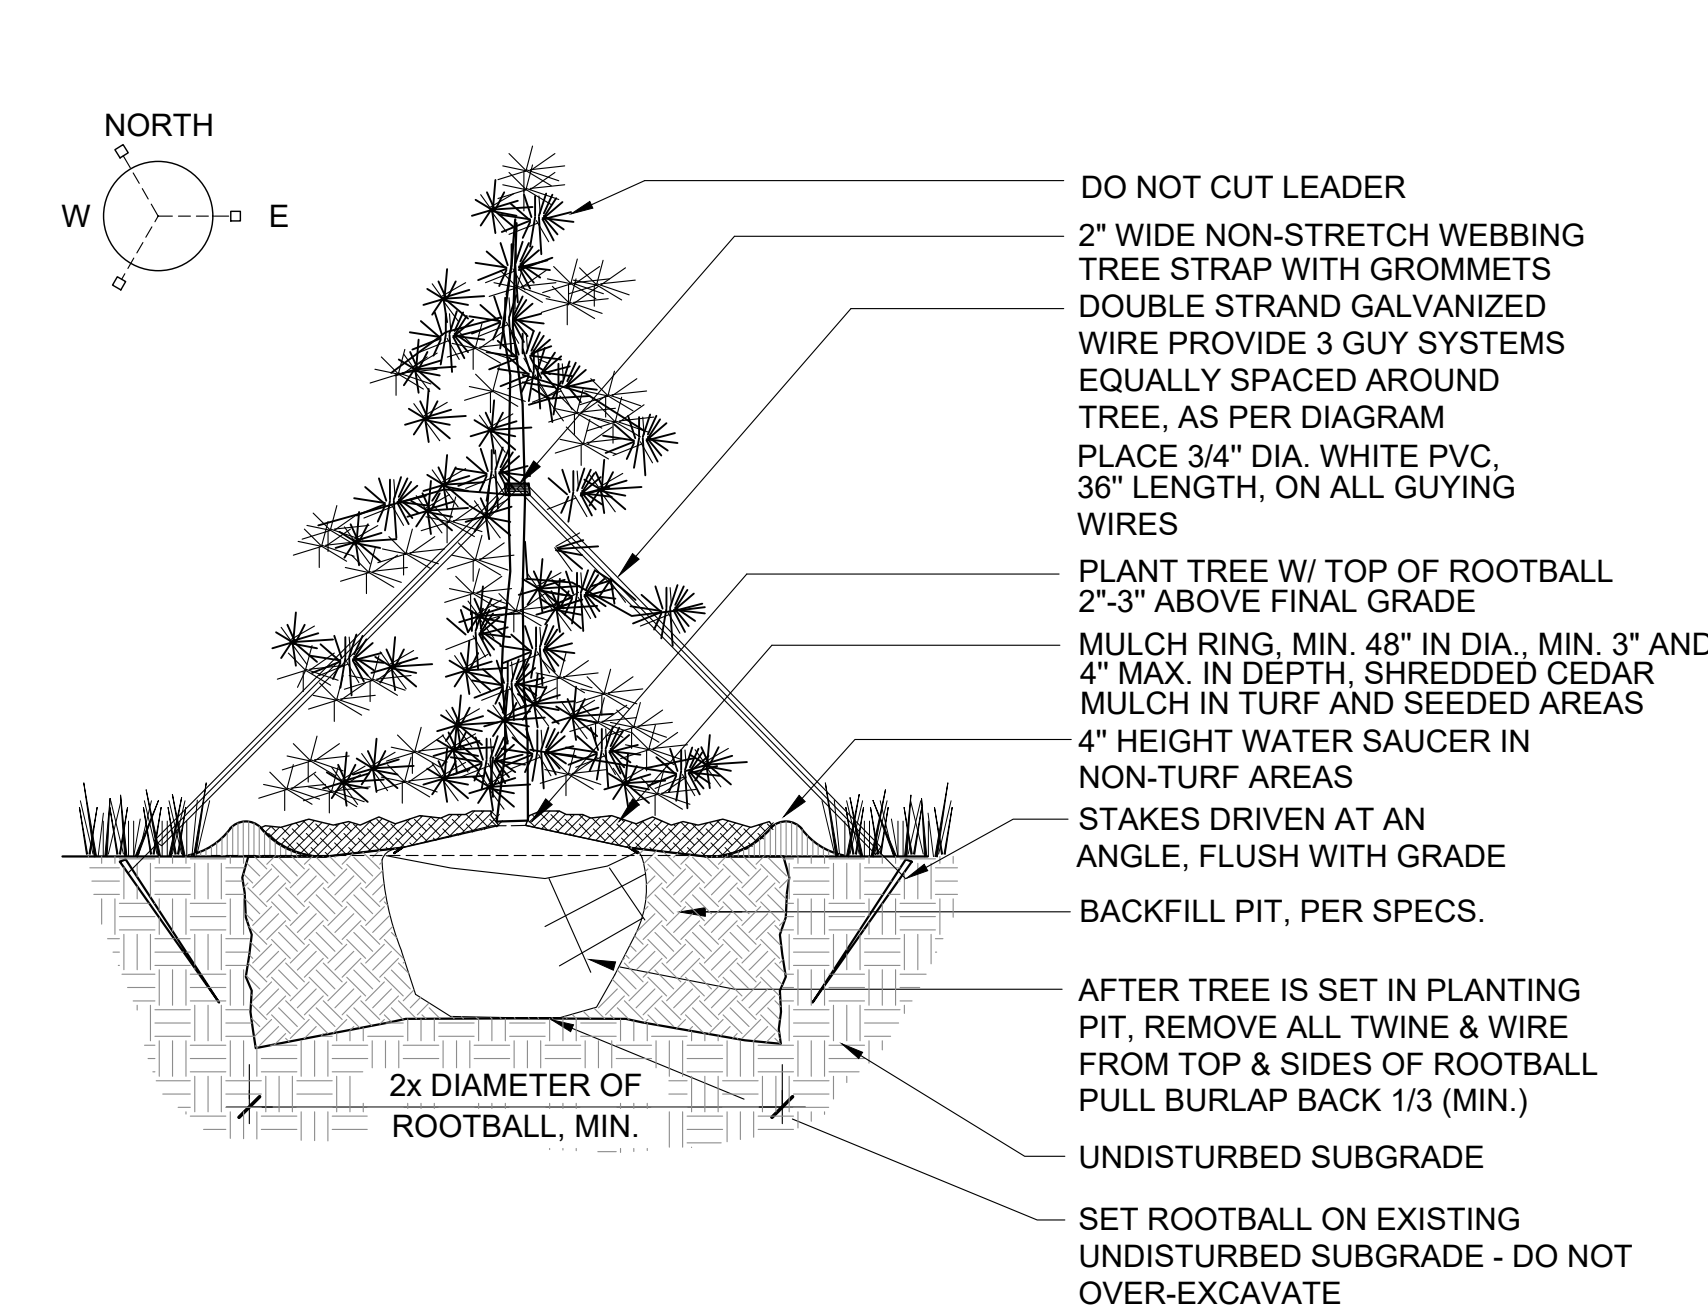 NORTH
W
E
DO NOT CUT LEADER
2" WIDE NON-STRETCH WEBBING
TREE STRAP WITH GROMMETS
DOUBLE STRAND GALVANIZED
WIRE PROVIDE 3 GUY SYSTEMS
EQUALLY SPACED AROUND
TREE, AS PER DIAGRAM
PLACE 3/4" DIA. WHITE PVC,
36" LENGTH, ON ALL GUYING
WIRES
PLANT TREE W/ TOP OF ROOTBALL
2"-3" ABOVE FINAL GRADE
MULCH RING, MIN. 48" IN DIA., MIN. 3" AND
4" MAX. IN DEPTH, SHREDDED CEDAR
MULCH IN TURF AND SEEDED AREAS
4" HEIGHT WATER SAUCER IN
NON-TURF AREAS
STAKES DRIVEN AT AN
ANGLE, FLUSH WITH GRADE
BACKFILL PIT, PER SPECS.
AFTER TREE IS SET IN PLANTING
PIT, REMOVE ALL TWINE & WIRE
FROM TOP & SIDES OF ROOTBALL
PULL BURLAP BACK 1/3 (MIN.)
2x DIAMETER OF
ROOTBALL, MIN.
UNDISTURBED SUBGRADE
SET ROOTBALL ON EXISTING
UNDISTURBED SUBGRADE - DO NOT
OVER-EXCAVATE